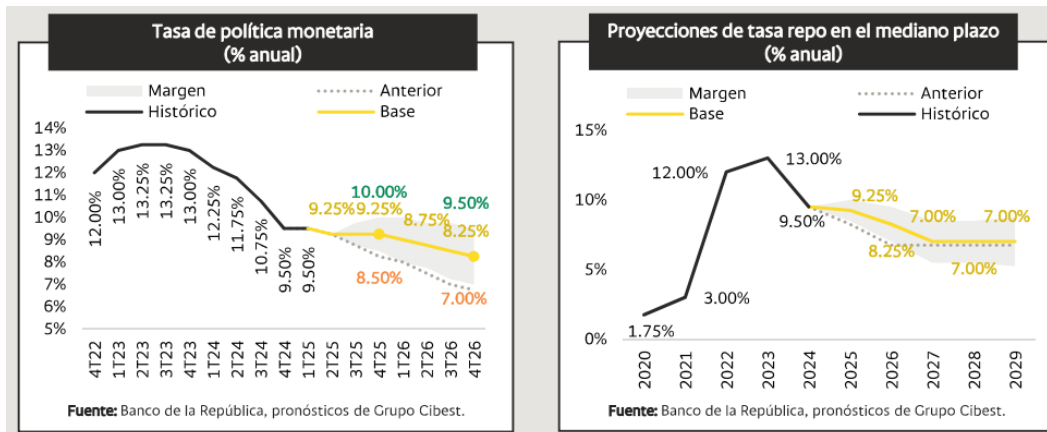 Tasa de política monetaria
(% anual)
Margen
Anterior
Histórico
Base
14%
13%
12%
11%
10%
9%
8%
7%
6%
5%
12.00%
13.00%
13.25%
13.25%
13.00%
12.25%
11.75%
10.75%
9.50%
9.50%
9.25%
9.25%
10.00%
8.50%
8.75%
9.50%
8.25%
7.00%
4T22
1T23
2T23
3T23
4T23
1T24
2T24
3T24
4T24
1T25
2T25
3T25
4T25
1T26
2T26
3T26
4T26
Fuente: Banco de la República, pronósticos de Grupo Cibest.
Proyecciones de tasa repo en el mediano plazo
(% anual)
Margen
Anterior
Base
Histórico
15%
10%
5%
0%
1.75%
3.00%
12.00%
13.00%
9.50%
9.25%
8.25%
7.00%
7.00%
7.00%
2020
2021
2022
2023
2024
2025
2026
2027
2028
2029
Fuente: Banco de la República, pronósticos de Grupo Cibest.